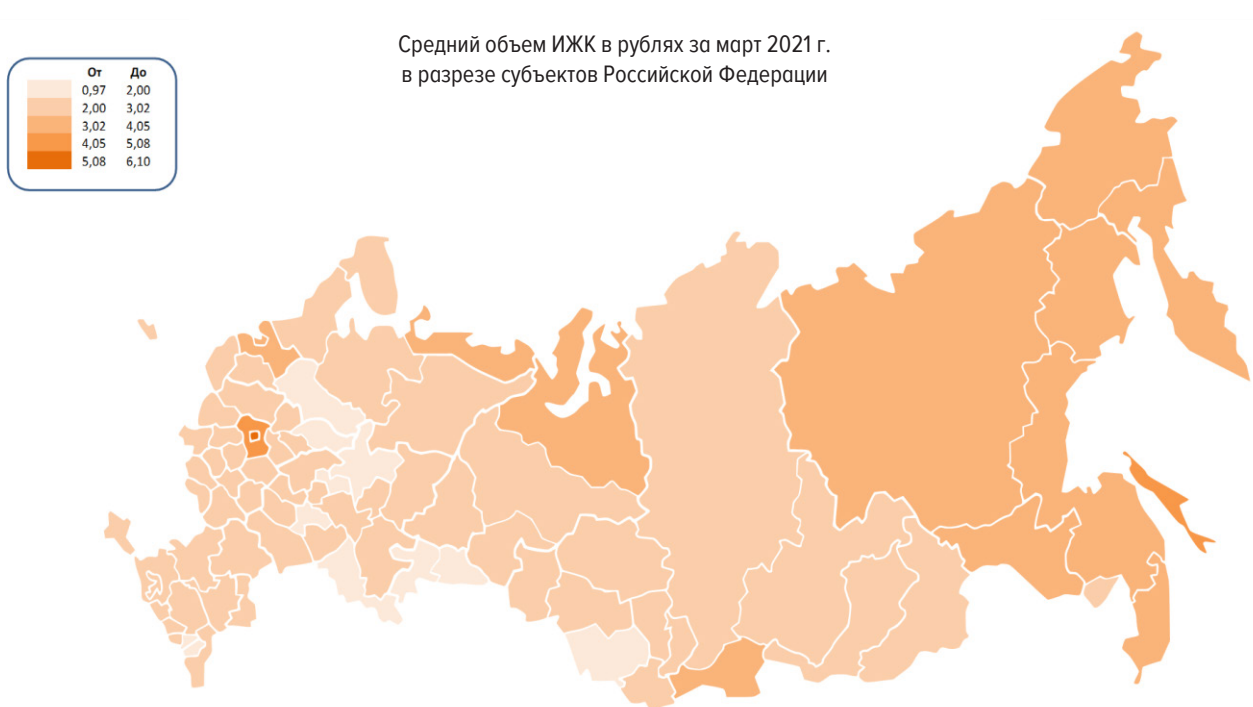 Средний объем ИЖК в рублях за март 2021 г.
в разрезе субъектов Российской Федерации
От До
0,97 2,00
2,00 3,02
3,02 4,05
4,05 5,08
5,08 6,10